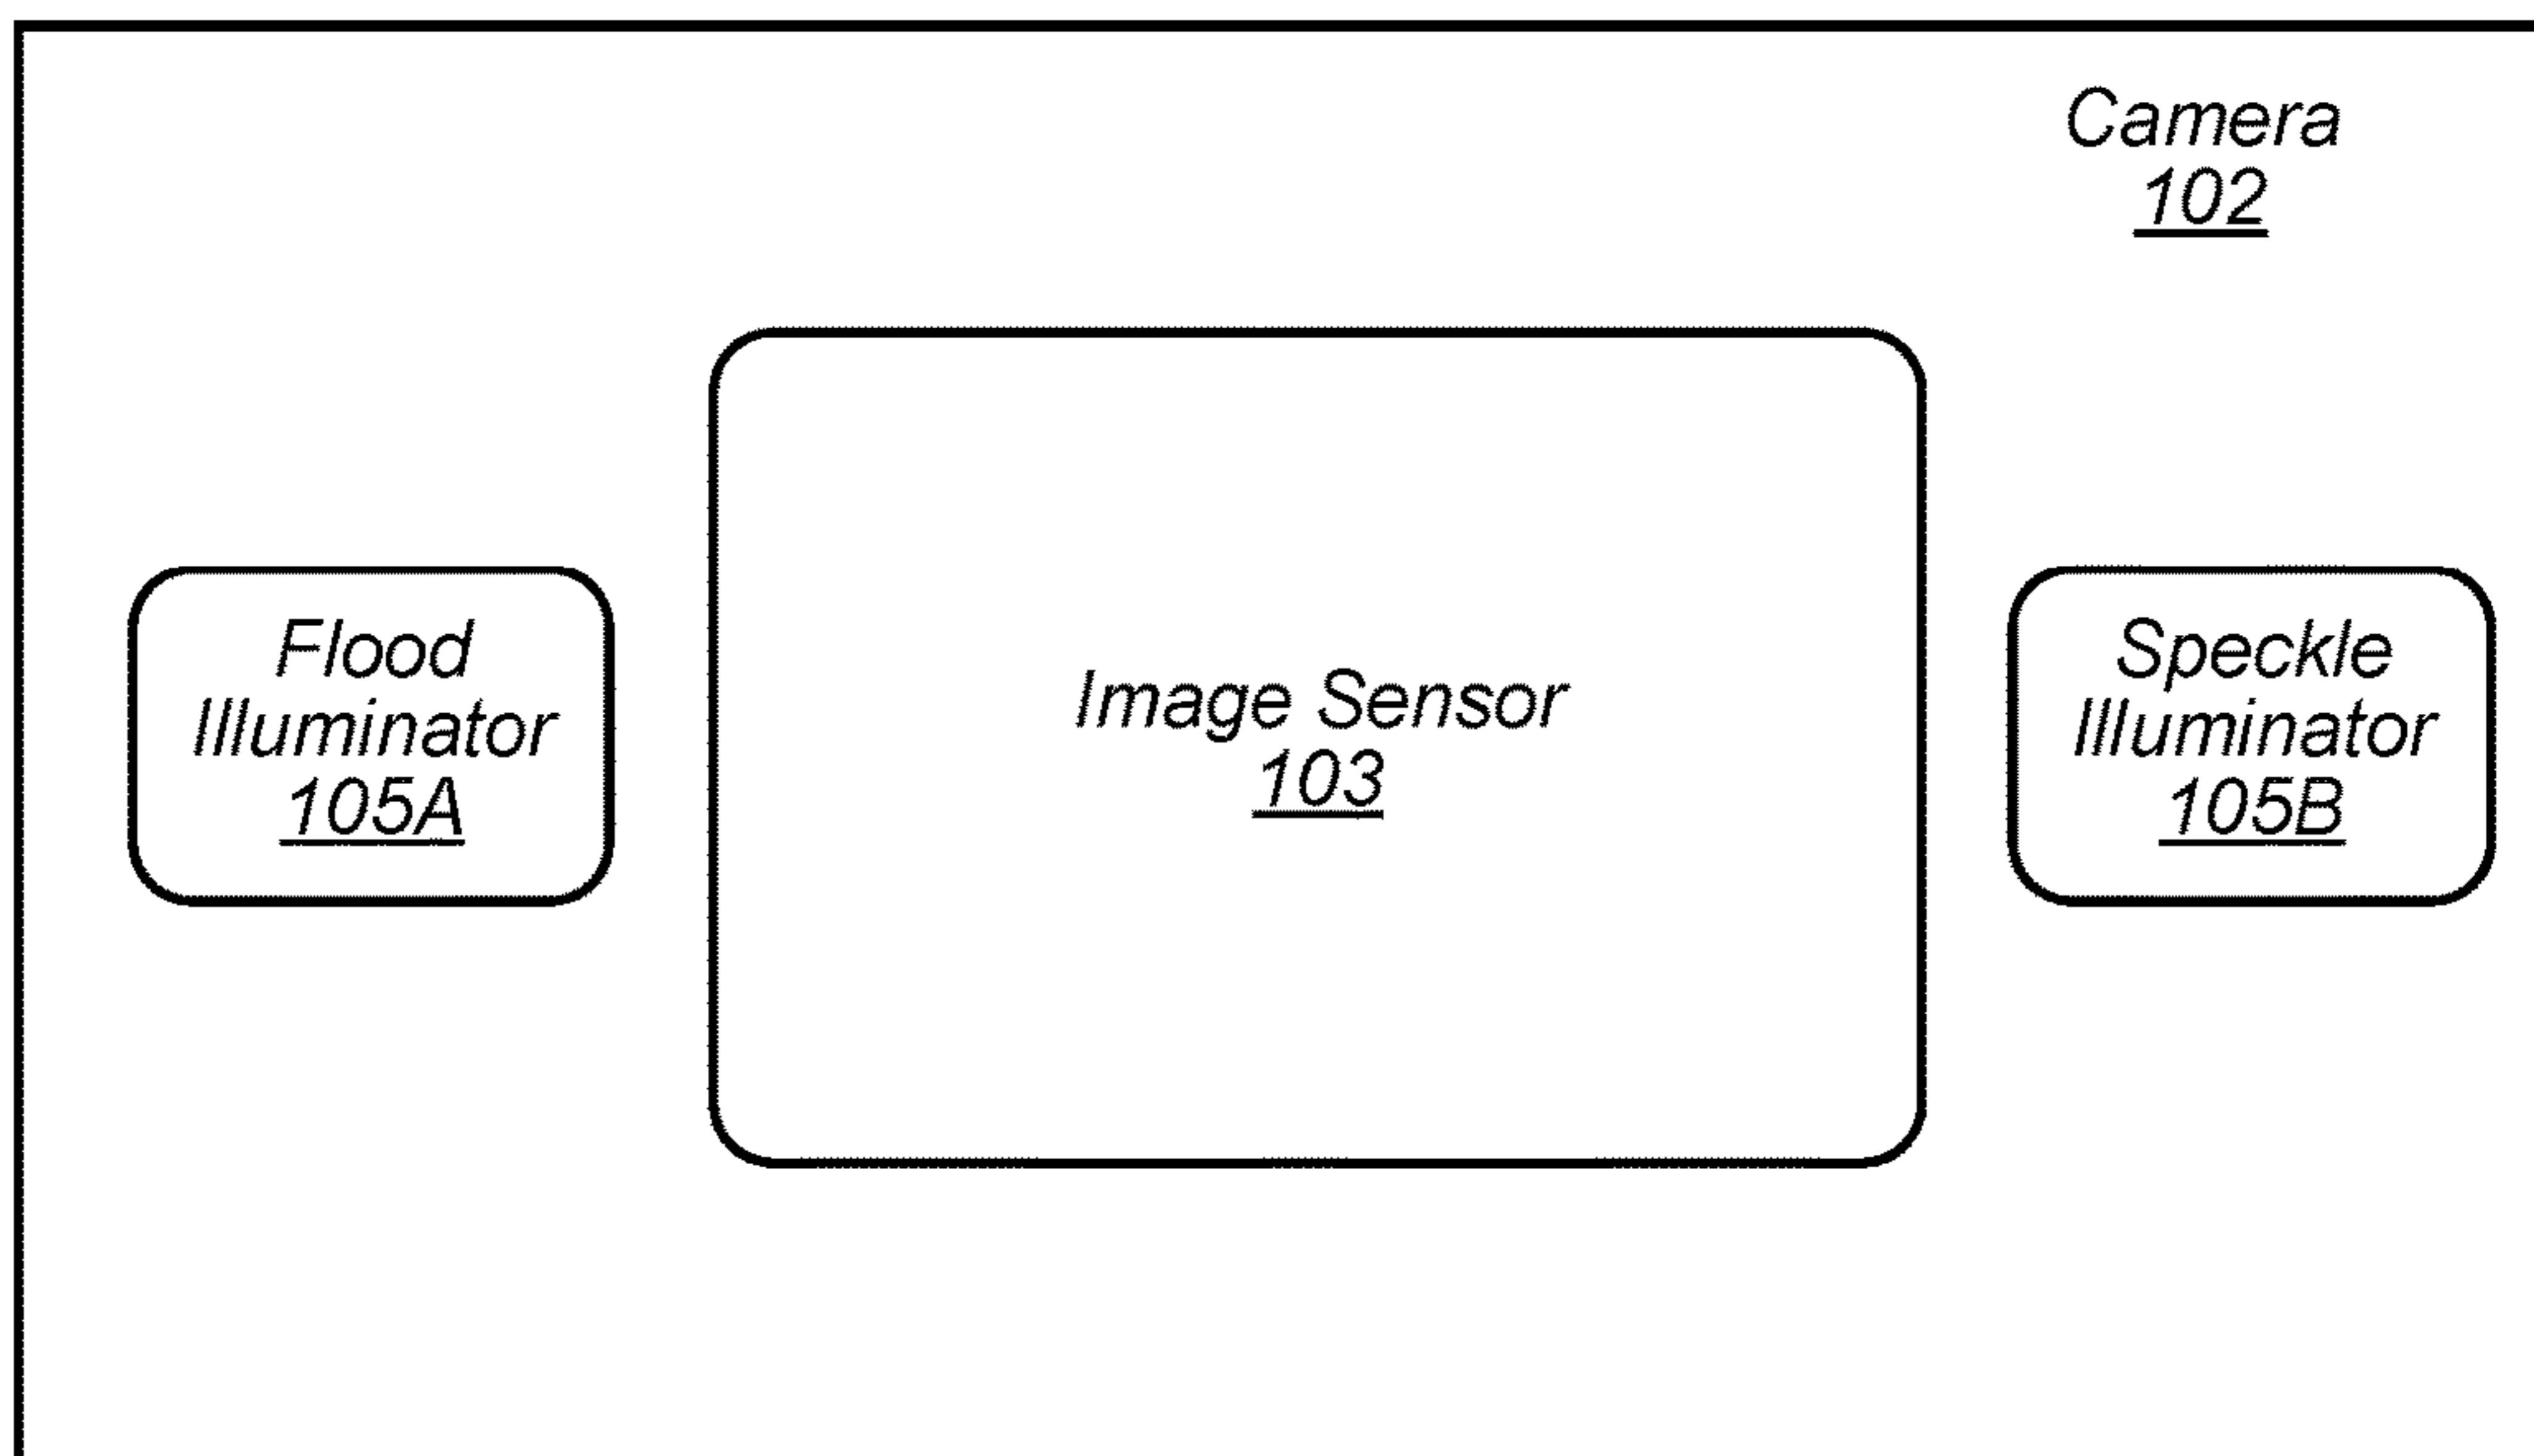 Camera
102
Flood
Illuminator
105A
Image Sensor
103
Speckle
Illuminator
105B